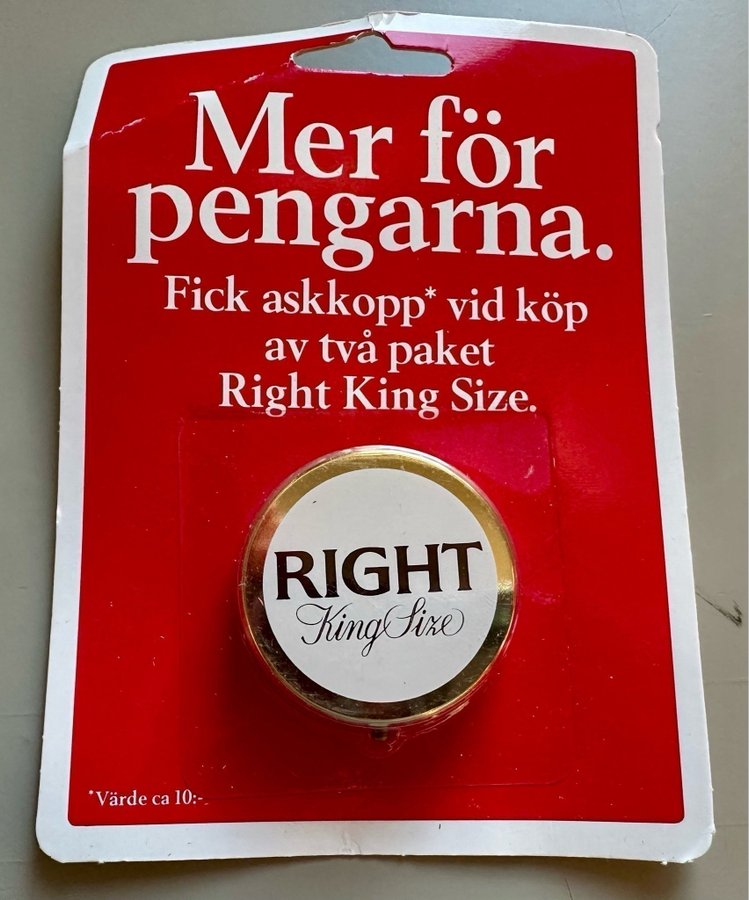 Mer för
pengarna.
Fick askkopp* vid köp
av två paket
Right King Size.
RIGHT
King Size
*Värde ca 10:-